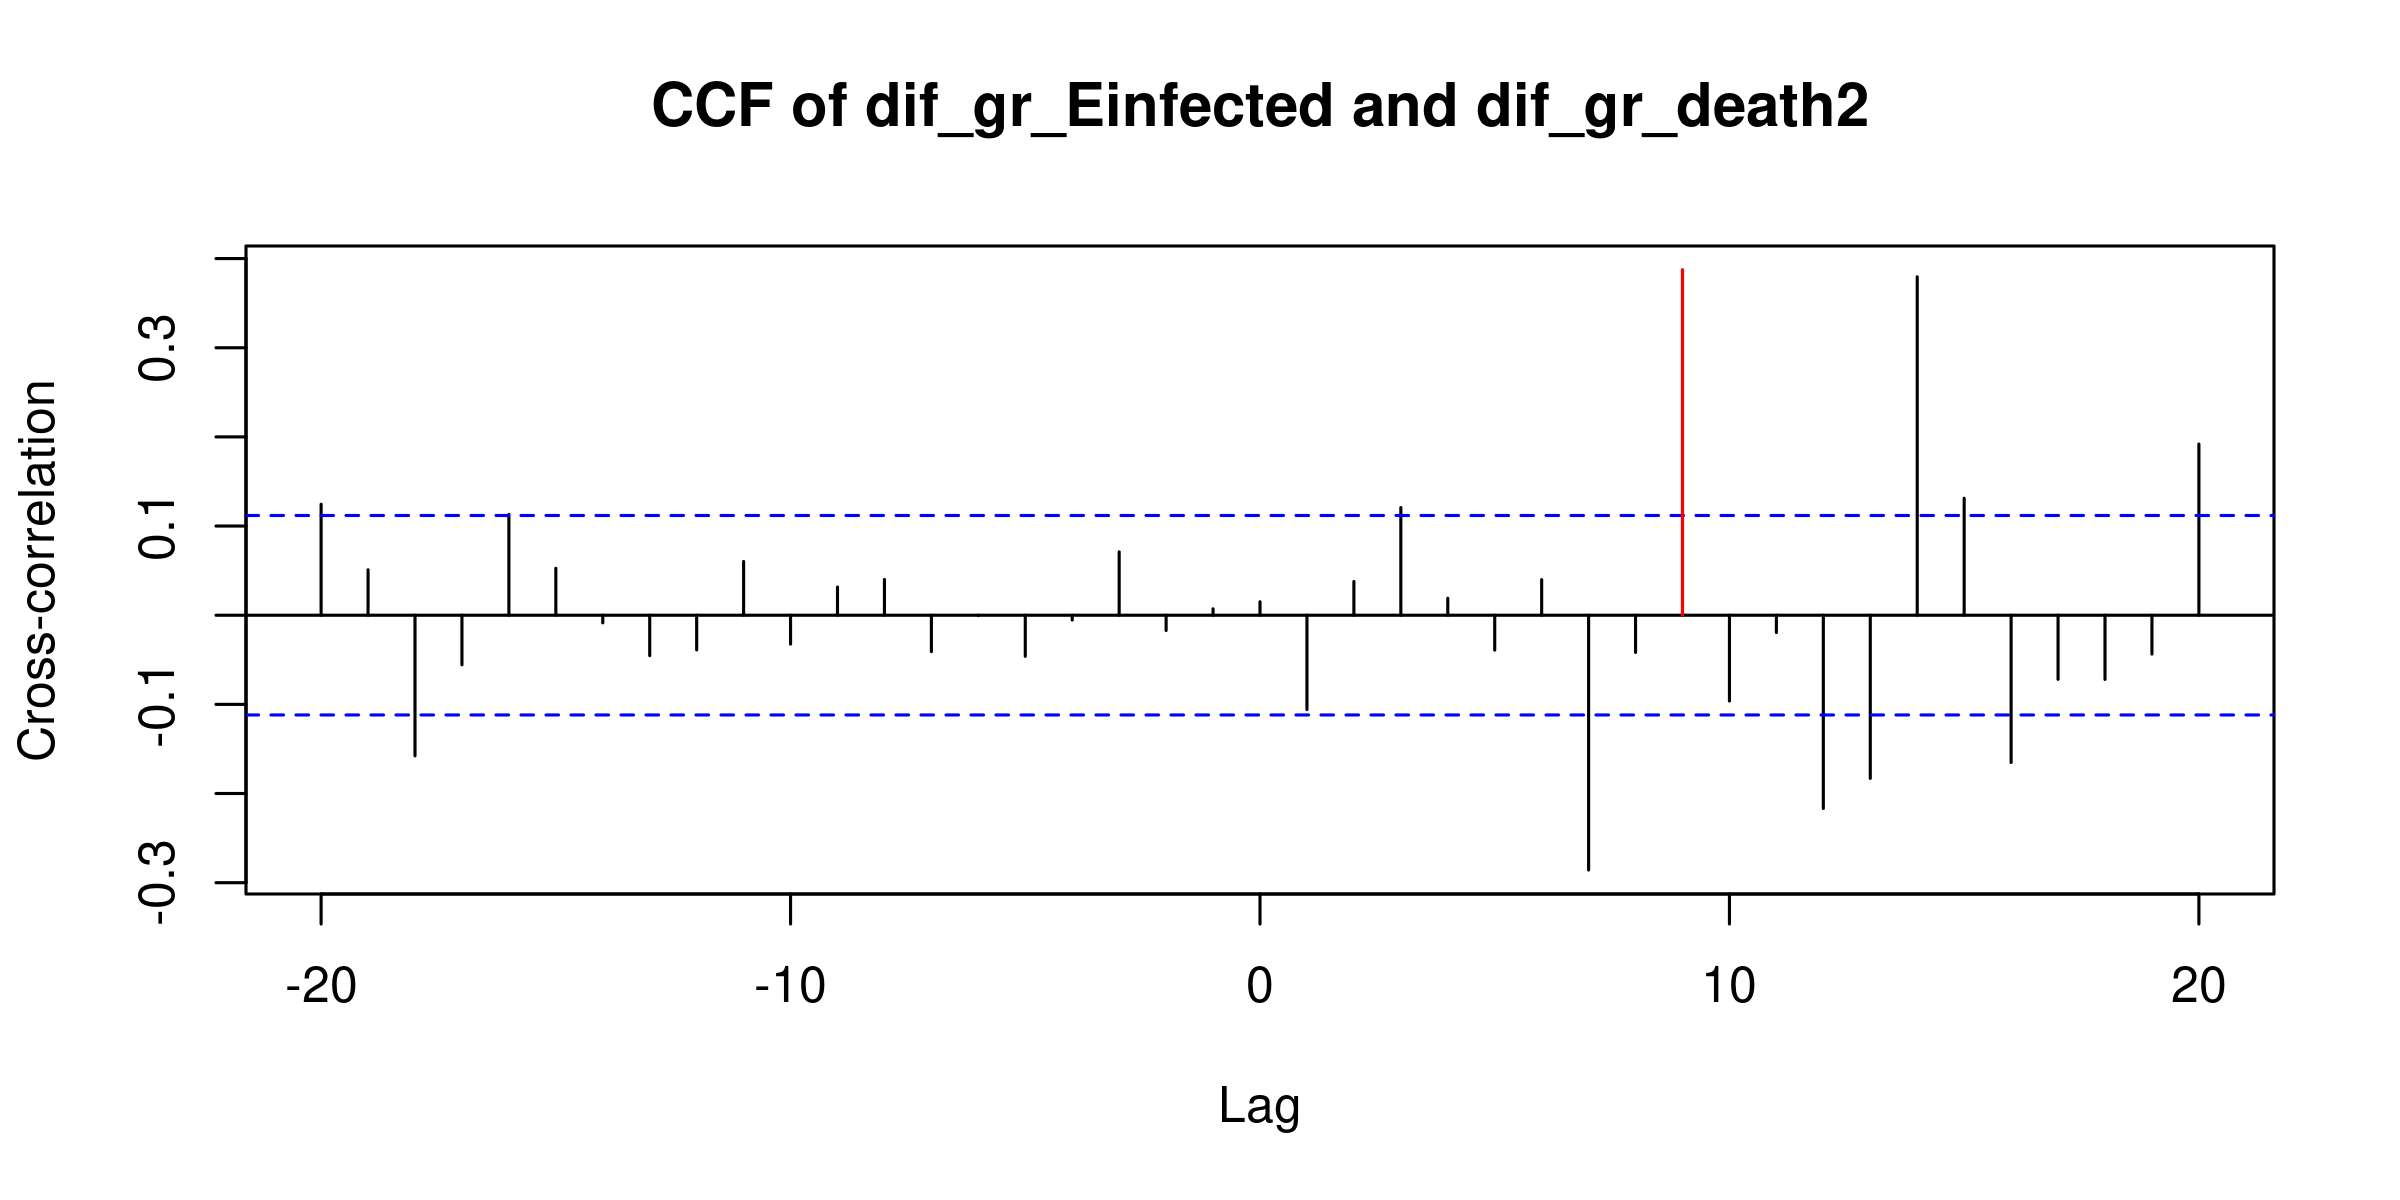 CCF of dif_gr_Einfected and dif_gr_death2
Cross-correlation
0.3
0.1
-0.1
-0.3
-20 -10 0 10 20
Lag